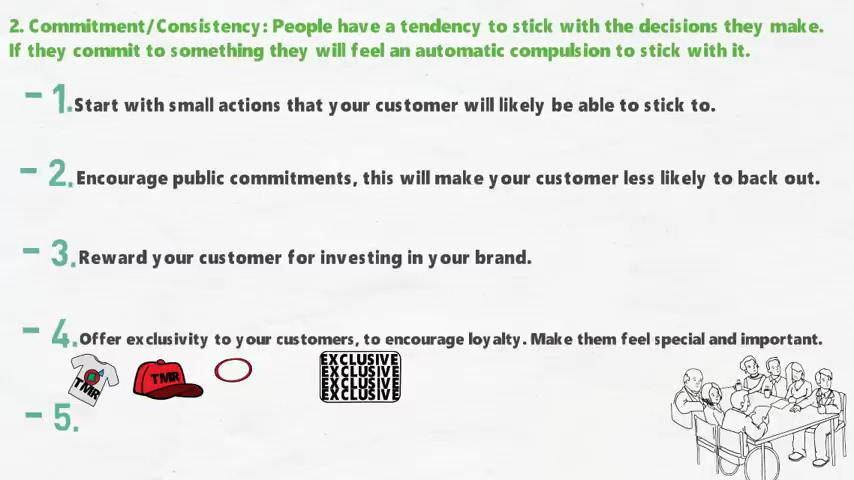 2. Commitment/Consistency: People have a tendency to stick with the decisions they make.
If they commit to something they will feel an automatic compulsion to stick with it.
- 1. Start with small actions that your customer will likely be able to stick to.
- 2. Encourage public commitments, this will make your customer less likely to back out.
- 3. Reward your customer for investing in your brand.
- 4. Offer exclusivity to your customers, to encourage loyalty. Make them feel special and important.
TMR
TMR
EXCLUSIVE
EXCLUSIVE
EXCLUSIVE
EXCLUSIVE
- 5.